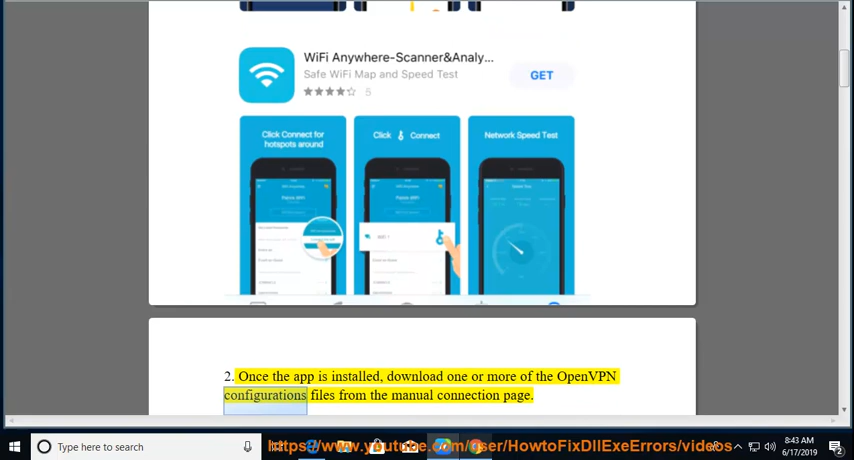 WiFi Anywhere-Scanner&Analy...
Safe WiFi Map and Speed Test
GET
5
Click Connect for
hotspots around
Click Connect
Network Speed Test
2. Once the app is installed, download one or more of the OpenVPN
configurations files from the manual connection page.
Type here to search
https://www.youtube.com/user/HowtoFixDllExeErrors/videos
8:43 AM
6/17/2019
2